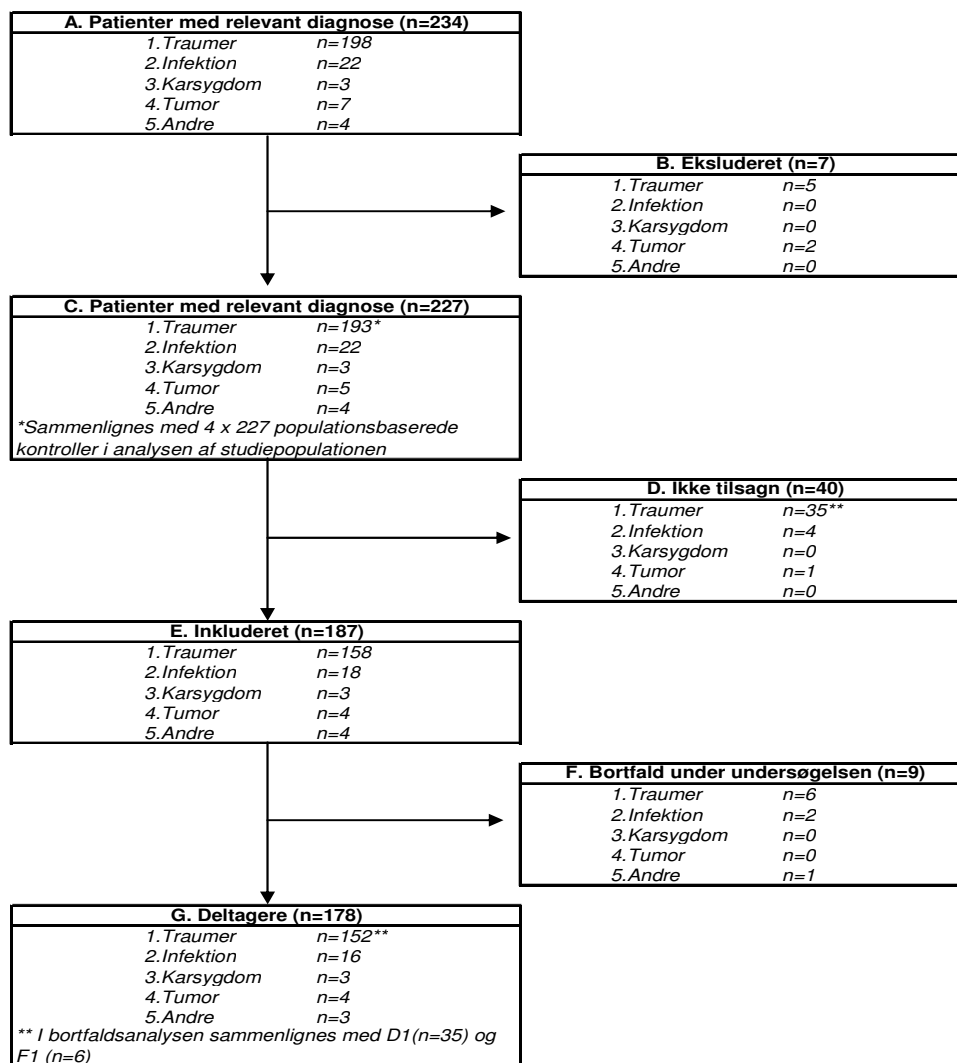 A. Patienter med relevant diagnose (n=234)
1.Traumer n=198
2.Infektion n=22
3.Karsygdom n=3
4.Tumor n=7
5.Andre n=4
B. Eksluderet (n=7)
1.Traumer n=5
2.Infektion n=0
3.Karsygdom n=0
4.Tumor n=2
5.Andre n=0
C. Patienter med relevant diagnose (n=227)
1.Traumer n=193*
2.Infektion n=22
3.Karsygdom n=3
4.Tumor n=5
5.Andre n=4
*Sammenlignes med 4 x 227 populationsbaserede
kontroller i analysen af studiepopulationen
D. Ikke tilsagn (n=40)
1.Traumer n=35**
2.Infektion n=4
3.Karsygdom n=0
4.Tumor n=1
5.Andre n=0
E. Inkluderet (n=187)
1.Traumer n=158
2.Infektion n=18
3.Karsygdom n=3
4.Tumor n=4
5.Andre n=4
F. Bortfald under undersøgelsen (n=9)
1.Traumer n=6
2.Infektion n=2
3.Karsygdom n=0
4.Tumor n=0
5.Andre n=1
G. Deltagere (n=178)
1.Traumer n=152**
2.Infektion n=16
3.Karsygdom n=3
4.Tumor n=4
5.Andre n=3
** I bortfaldsanalysen sammenlignes med D1(n=35) og
F1 (n=6)